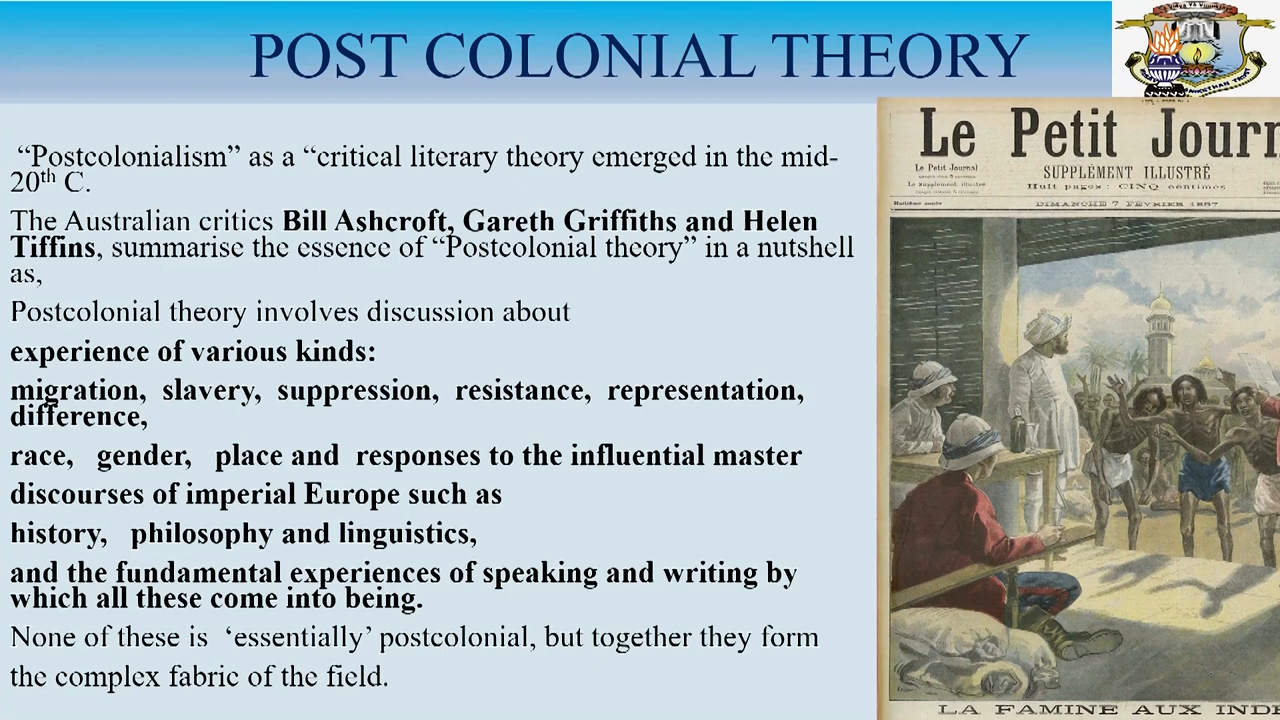 POST COLONIAL THEORY
“Postcolonialism” as a “critical literary theory emerged in the mid-
20th C.
The Australian critics Bill Ashcroft, Gareth Griffiths and Helen
Tiffins, summarise the essence of “Postcolonial theory” in a nutshell
as,
Postcolonial theory involves discussion about
experience of various kinds:
migration, slavery, suppression, resistance, representation,
difference,
race, gender, place and responses to the influential master
discourses of imperial Europe such as
history, philosophy and linguistics,
and the fundamental experiences of speaking and writing by
which all these come into being.
None of these is ‘essentially’ postcolonial, but together they form
the complex fabric of the field.
Le Petit Journ
Le Petit Journal
SUPPLÉMENT ILLUSTRÉ
Huit pages : CINQ centimes
Huitième année
DIMANCHE 7 FÉVRIER 1897
LA FAMINE AUX INDE